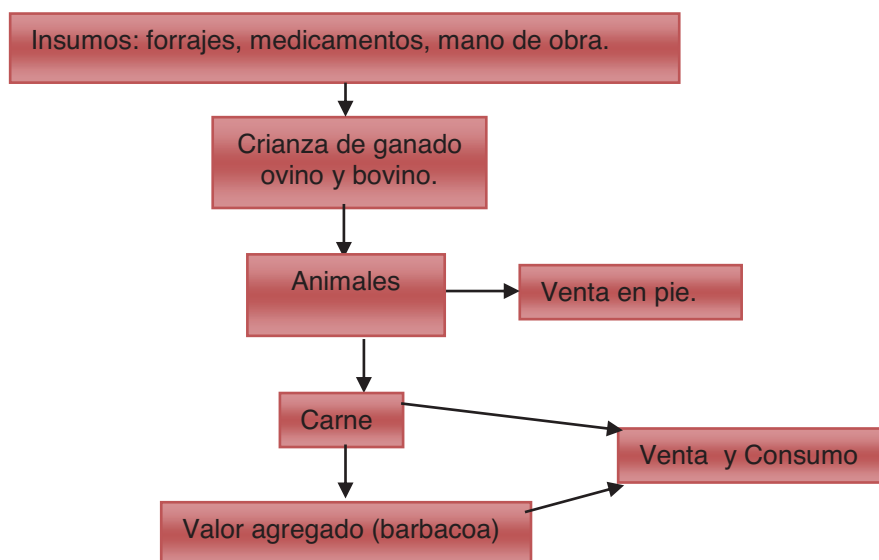 Insumos: forrajes, medicamentos, mano de obra.
Crianza de ganado
ovino y bovino.
Animales
Venta en pie.
Carne
Venta y Consumo
Valor agregado (barbacoa)